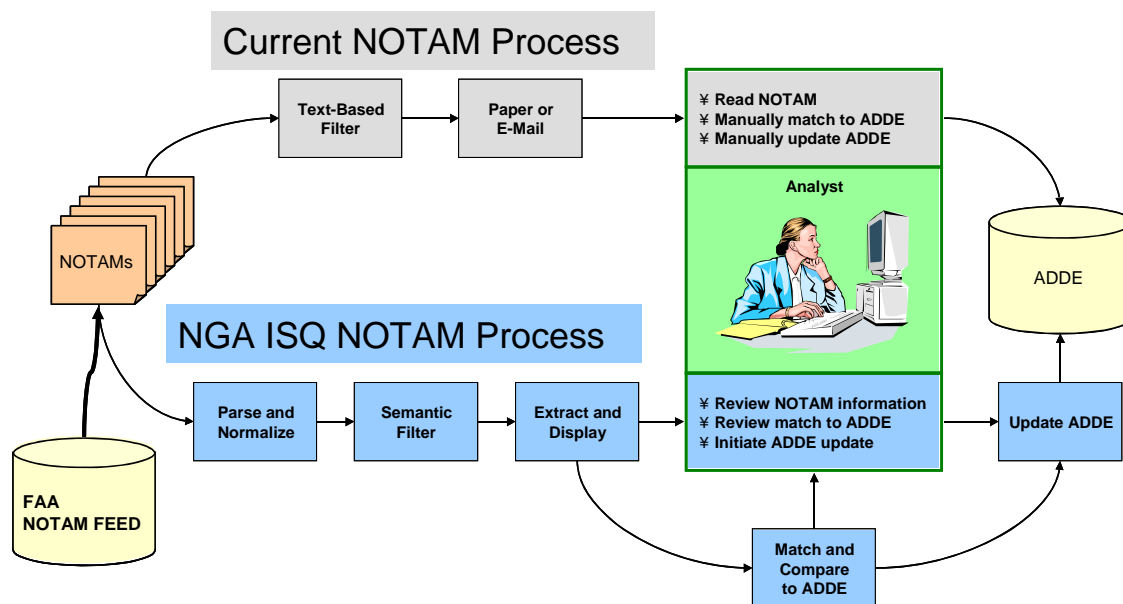 Current NOTAM Process
Text-Based
Filter
Paper or
E-Mail
¥ Read NOTAM
¥ Manually match to ADDE
¥ Manually update ADDE
Analyst
NOTAMs
ADDE
NGA ISQ NOTAM Process
Parse and
Normalize
Semantic
Filter
Extract and
Display
¥ Review NOTAM information
¥ Review match to ADDE
¥ Initiate ADDE update
Update ADDE
FAA
NOTAM FEED
Match and
Compare
to ADDE